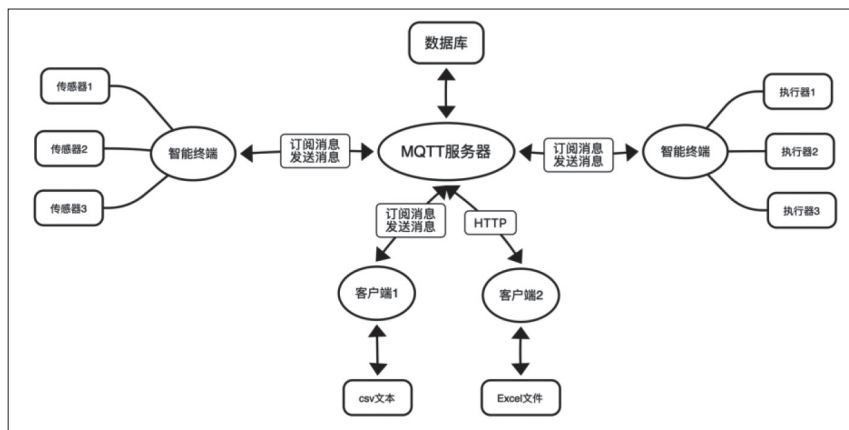 数据库
传感器1
执行器1
传感器2
智能终端
订阅消息
发送消息
MQTT服务器
订阅消息
发送消息
智能终端
执行器2
传感器3
执行器3
订阅消息
发送消息
HTTP
客户端1
客户端2
csv文本
Excel文件